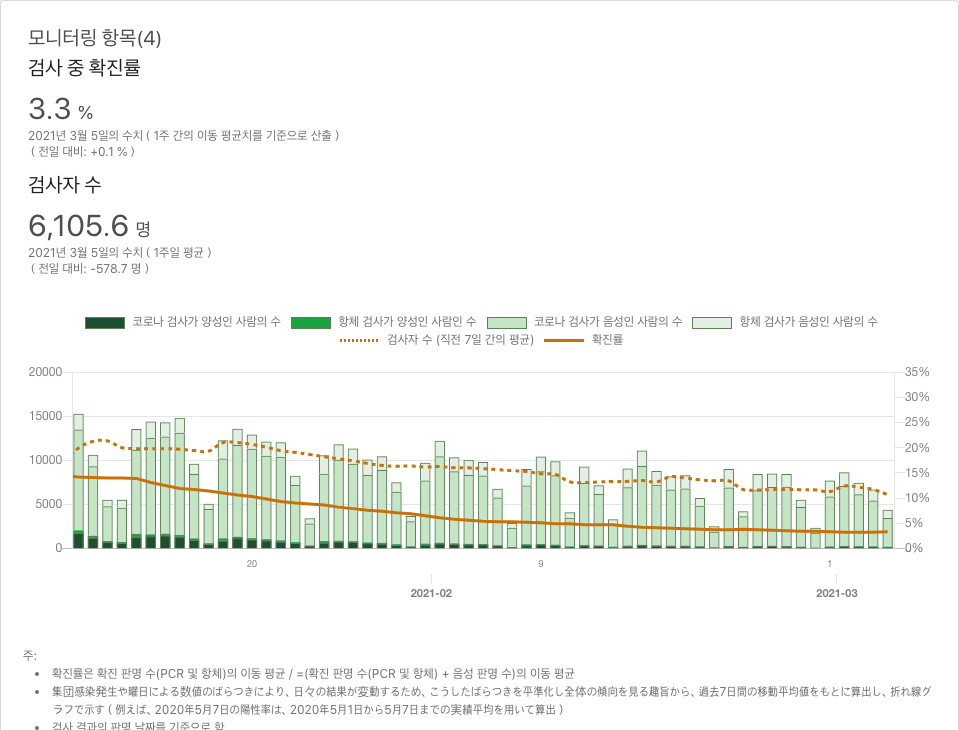 모니터링 항목(4)
검사 중 확진률
3.3 %
2021년 3월 5일의 수치 ( 1주 간의 이동 평균치를 기준으로 산출 )
( 전일 대비: +0.1 % )
검사자 수
6,105.6 명
2021년 3월 5일의 수치 ( 1주일 평균 )
( 전일 대비: -578.7 명 )
코로나 검사가 양성인 사람의 수 항체 검사가 양성인 사람인 수 코로나 검사가 음성인 사람의 수 항체 검사가 음성인 사람의 수
검사자 수 (직전 7일 간의 평균) 확진률
20000 35%
30%
15000 25%
20%
10000 15%
10%
5000 5%
0 0%
20 9 1
2021-02 2021-03
주:
• 확진률은 확진 판명 수(PCR 및 항체)의 이동 평균 / =(확진 판명 수(PCR 및 항체) + 음성 판명 수)의 이동 평균
• 集団感染発生や曜日による数値のばらつきにより、日々の結果が変動するため、こうしたばらつきを平準化し全体の傾向を見る趣旨から、過去7日間の移動平均値をもとに算出し、折れ線グ
ラフで示す ( 例えば、2020年5月7日の陽性率は、2020年5月1日から5月7日までの実績平均を用いて算出 )
• 검사 결과의 판명 날짜를 기준으로 함